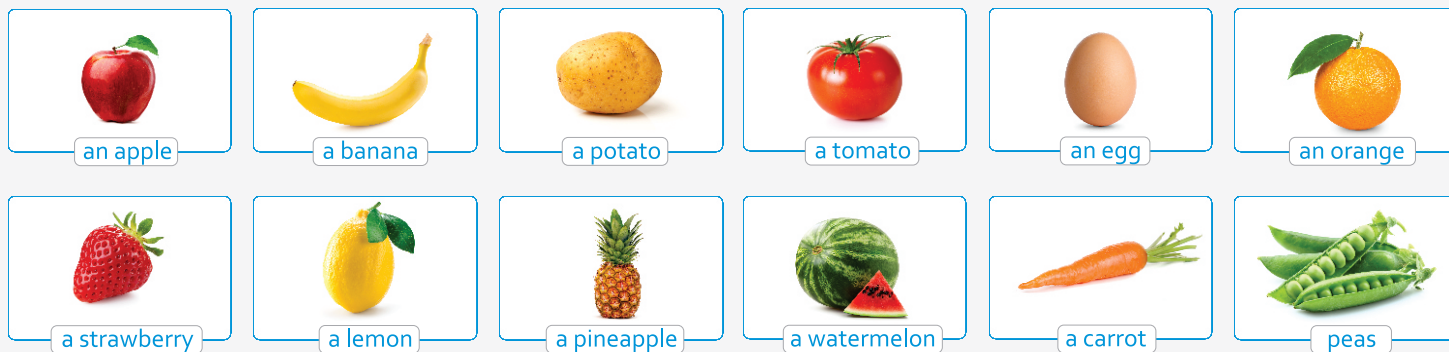 an apple
a banana
a potato
a tomato
an egg
an orange
a strawberry
a lemon
a pineapple
a watermelon
a carrot
peas